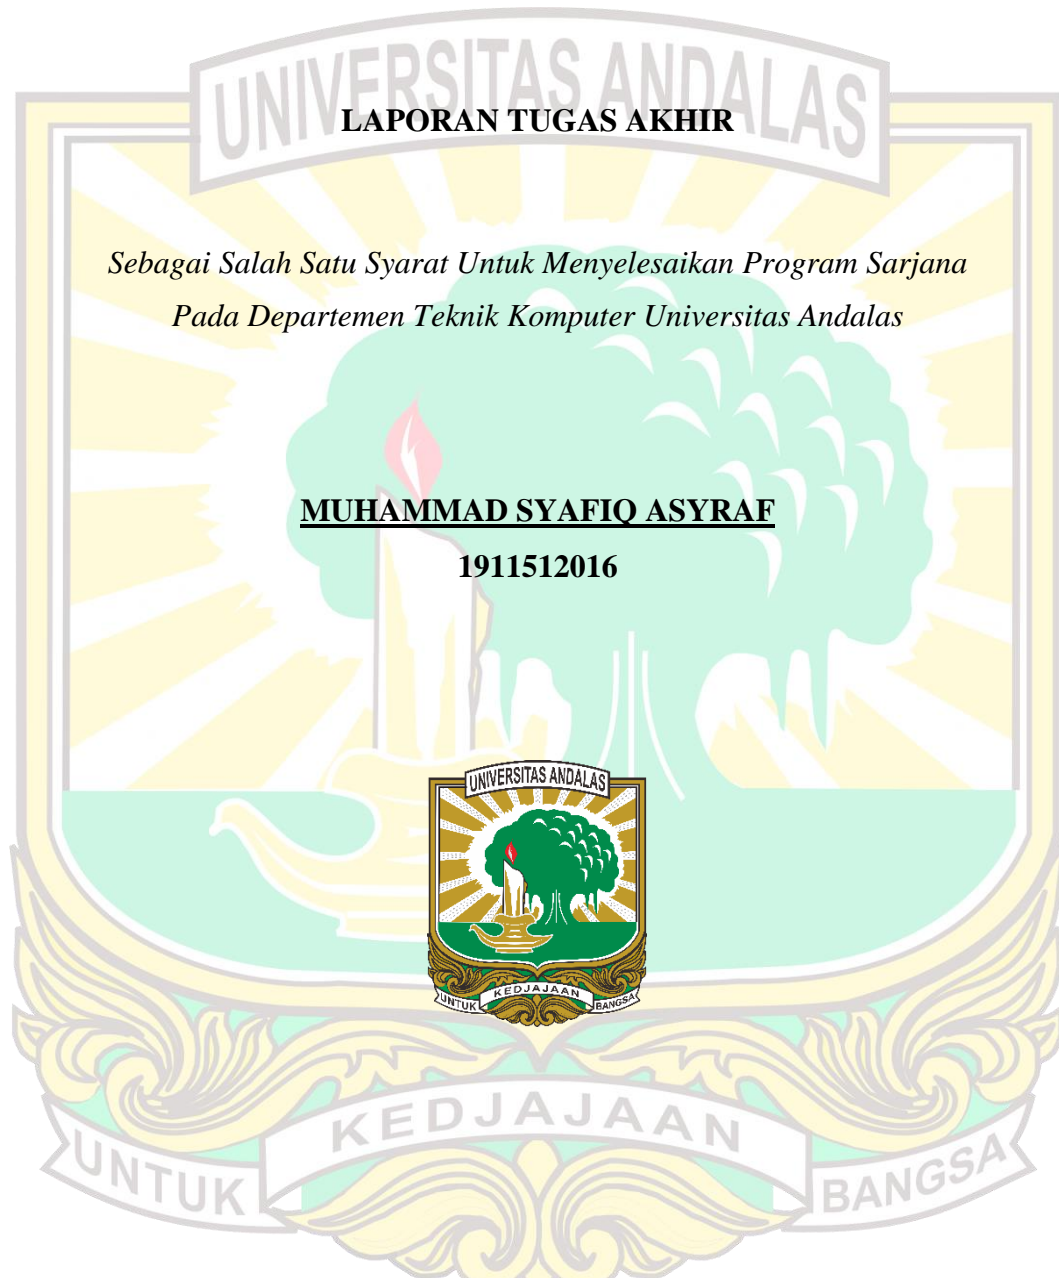 UNIVERSITAS ANDALAS
LAPORAN TUGAS AKHIR
Sebagai Salah Satu Syarat Untuk Menyelesaikan Program Sarjana
Pada Departemen Teknik Komputer Universitas Andalas
MUHAMMAD SYAFIQ ASYRAF
1911512016
UNIVERSITAS ANDALAS
UNTUK KEDJAJAAN BANGSA
UNTUK KEDJAJAAN BANGSA